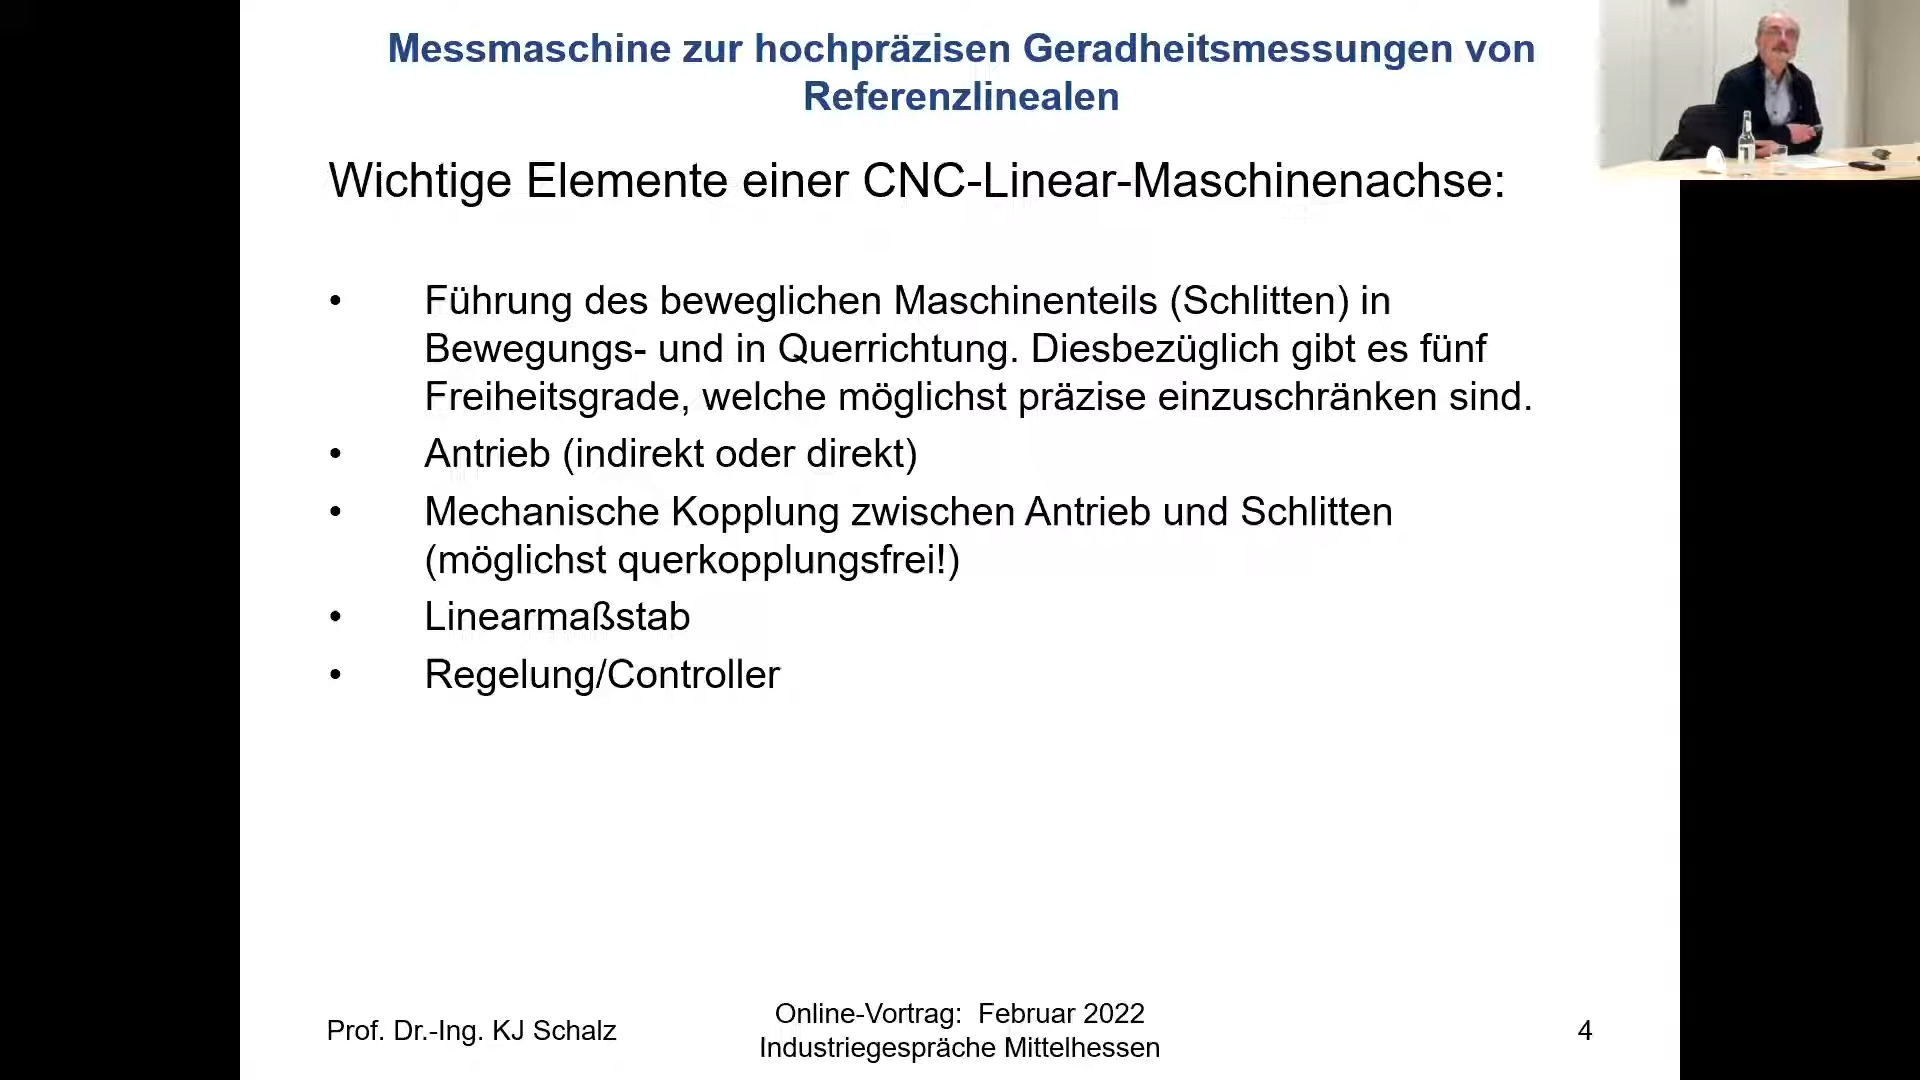 Messmaschine zur hochpräzisen Geradheitsmessungen von
Referenzlinealen
Wichtige Elemente einer CNC-Linear-Maschinenachse:
• Führung des beweglichen Maschinenteils (Schlitten) in
Bewegungs- und in Querrichtung. Diesbezüglich gibt es fünf
Freiheitsgrade, welche möglichst präzise einzuschränken sind.
• Antrieb (indirekt oder direkt)
• Mechanische Kopplung zwischen Antrieb und Schlitten
(möglichst querkopplungsfrei!)
• Linearmaßstab
• Regelung/Controller
Prof. Dr.-Ing. KJ Schalz
Online-Vortrag: Februar 2022
Industriegespräche Mittelhessen
4